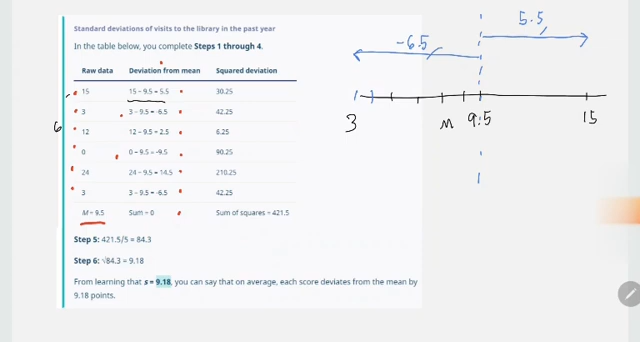 Standard deviations of visits to the library in the past year
In the table below, you complete Steps 1 through 4.
Raw data Deviation from mean Squared deviation
15 15 – 9.5 = 5.5 30.25
3 3 – 9.5 = -6.5 42.25
12 12 – 9.5 = 2.5 6.25
0 0 – 9.5 = -9.5 90.25
24 24 – 9.5 = 14.5 210.25
3 3 – 9.5 = -6.5 42.25
M = 9.5 Sum = 0 Sum of squares = 421.5
Step 5: 421.5/5 = 84.3
Step 6: √84.3 = 9.18
From learning that s = 9.18, you can say that on average, each score deviates from the mean by
9.18 points.
6
-6.5 5.5
3 M 9.5 15